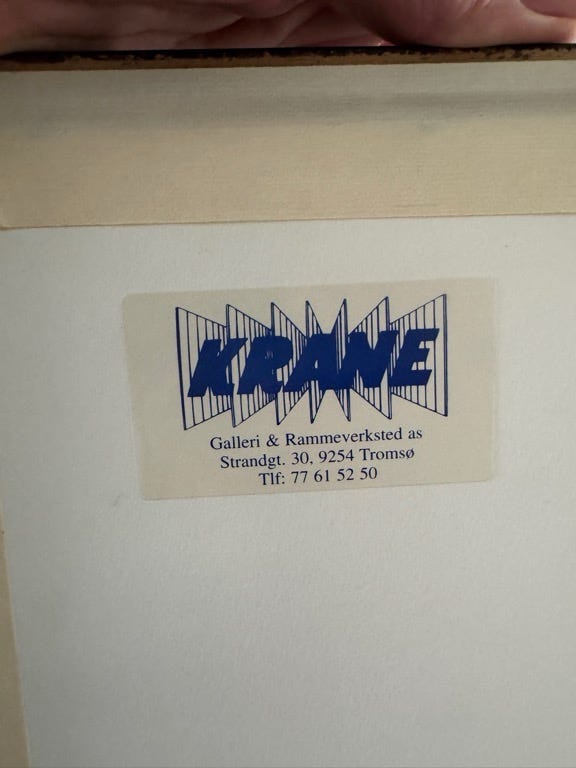 KRANE
Galleri & Rammeverksted as
Strandgt. 30, 9254 Tromsø
Tlf: 77 61 52 50